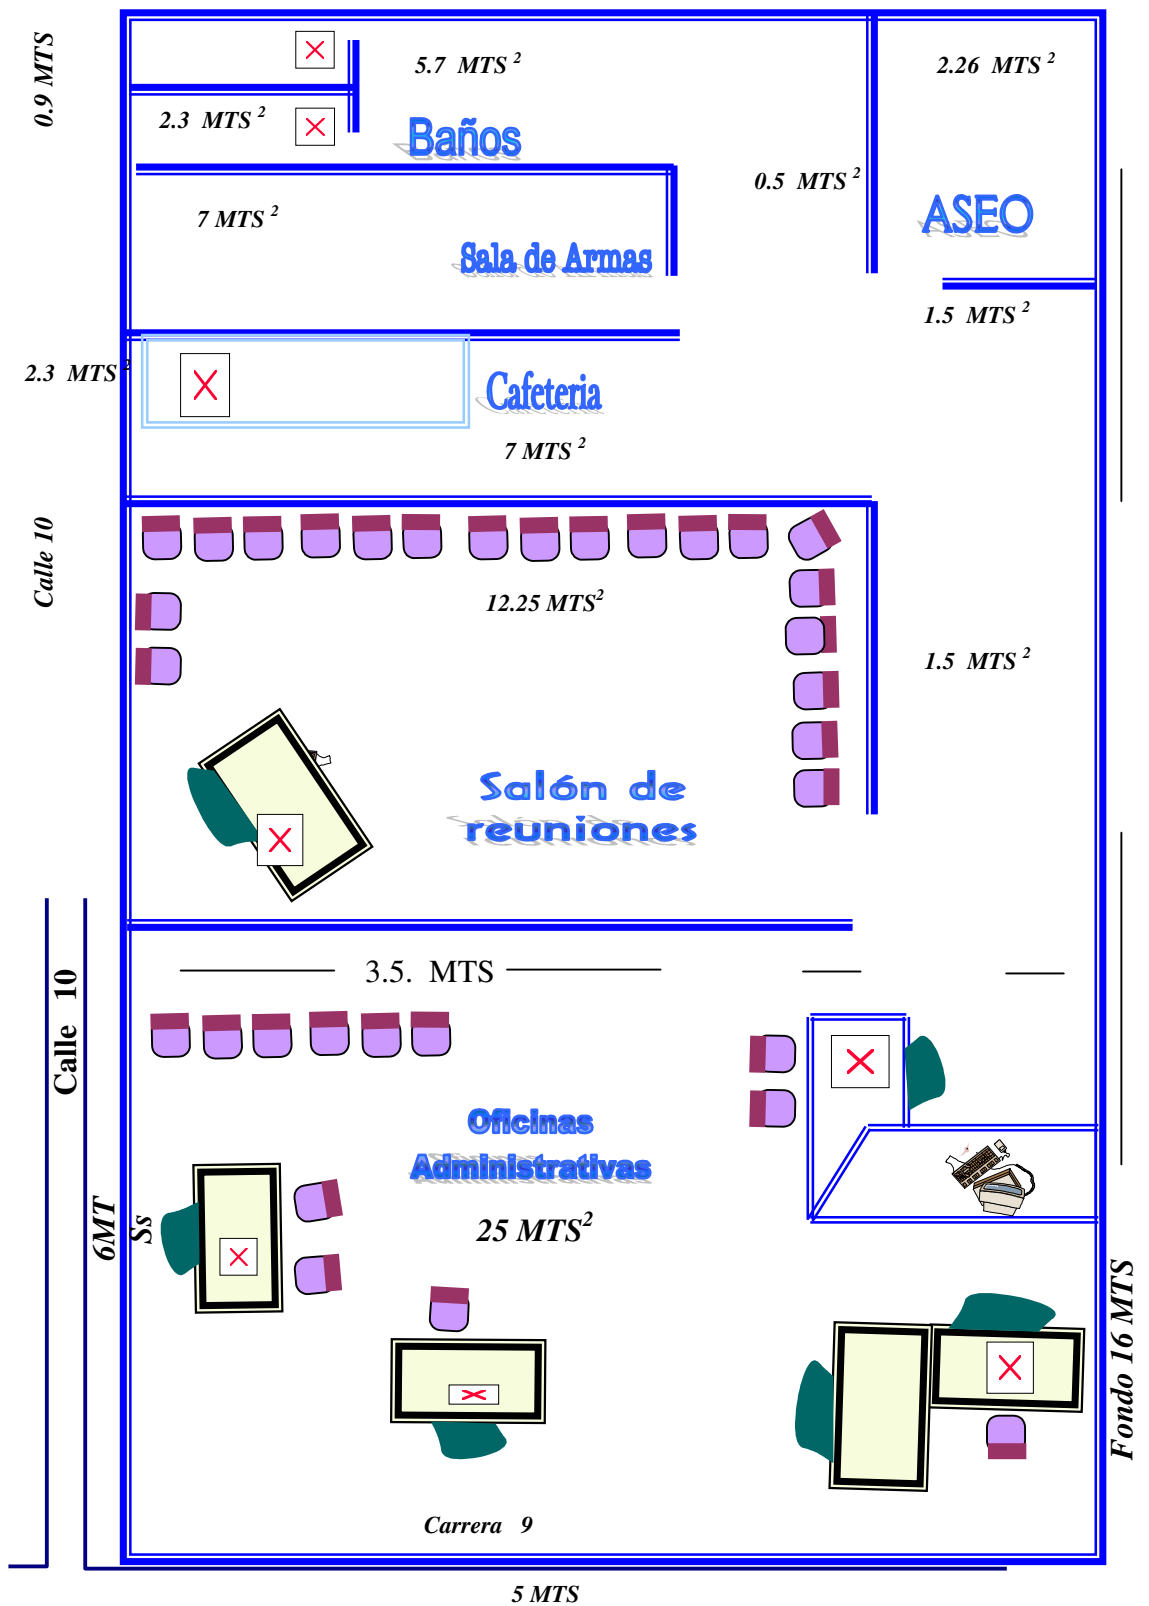 0.9 MTS
5.7 MTS 2
2.26 MTS 2
2.3 MTS 2
Baños
0.5 MTS 2
7 MTS 2
ASEO
Sala de Armas
1.5 MTS 2
2.3 MTS 2
Cafeteria
7 MTS 2
Calle 10
12.25 MTS2
1.5 MTS 2
Salón de
reuniones
3.5. MTS
Calle 10
Oficinas
Administrativas
6MT
Ss
25 MTS2
Fondo 16 MTS
Carrera 9
5 MTS